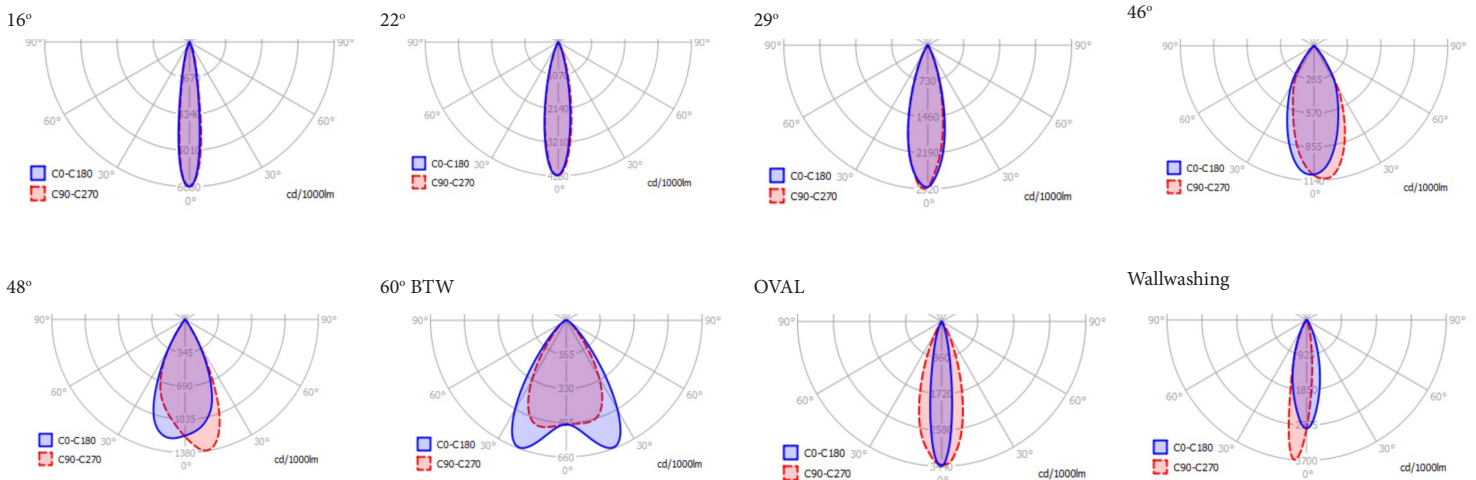 16º
90° 90°
60° 60°
30° 30°
0°
C0-C180
C90-C270
cd/1000lm
22º
90° 90°
1070
2140
3210
60° 60°
30° 30°
0°
C0-C180
C90-C270
cd/1000lm
29º
90° 90°
730
1460
2190
2920
60° 60°
30° 30°
0°
C0-C180
C90-C270
cd/1000lm
46º
90° 90°
285
570
855
1140
60° 60°
30° 30°
0°
C0-C180
C90-C270
cd/1000lm
48º
90° 90°
345
690
1035
1380
60° 60°
30° 30°
0°
C0-C180
C90-C270
cd/1000lm
60º BTW
90° 90°
165
330
660
60° 60°
30° 30°
0°
C0-C180
C90-C270
cd/1000lm
OVAL
90° 90°
1720
2580
60° 60°
30° 30°
0°
C0-C180
C90-C270
cd/1000lm
Wallwashing
90° 90°
1850
3700
60° 60°
30° 30°
0°
C0-C180
C90-C270
cd/1000lm